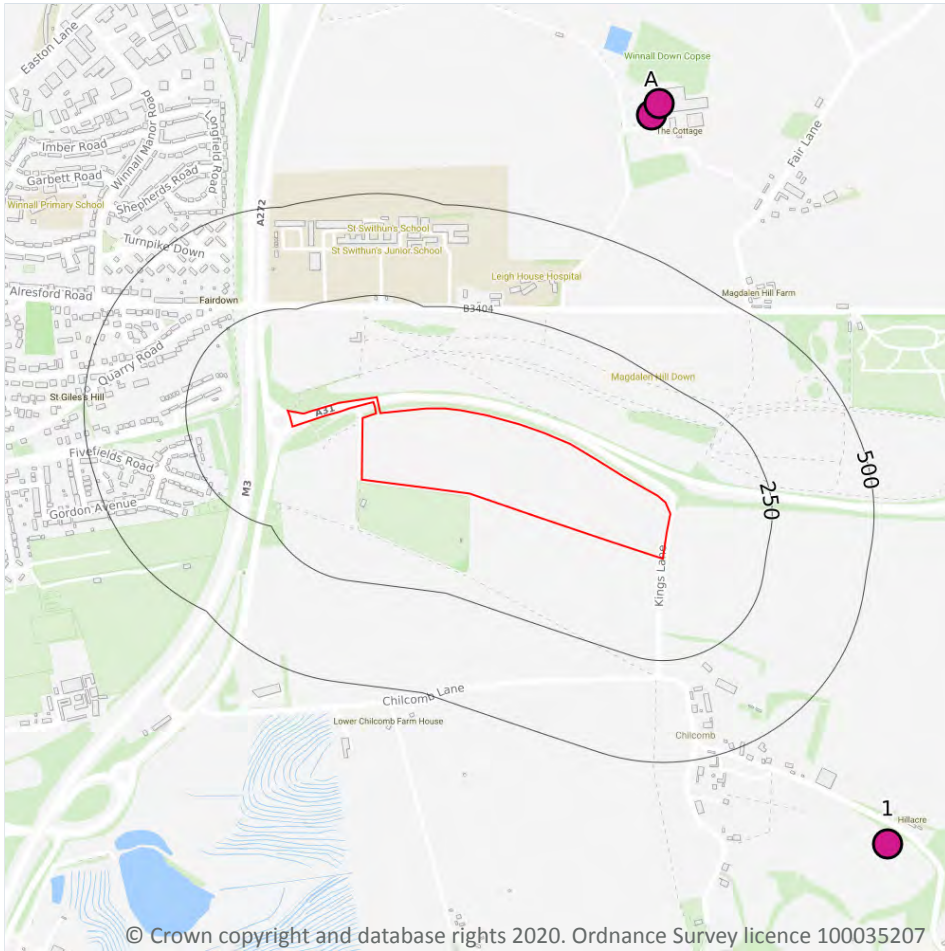 Easton Lane
Winnall Down Copse
A
The Cottage
Fair Lane
Imber Road
Winnall Manor Road
Longfield Road
Garbett Road
Shepherds Road
Winnall Primary School
A272
St Swithun's School
St Swithun's Junior School
Turnpike Down
Leigh House Hospital
Alresford Road
Fairdown
Magdalen Hill Farm
B3404
Quarry Road
Magdalen Hill Down
St Giles's Hill
A31
Fivefields Road
500
M3
250
Gordon Avenue
Kings Lane
Chilcomb Lane
Lower Chilcomb Farm House
Chilcomb
1
Hillacre
© Crown copyright and database rights 2020. Ordnance Survey licence 100035207